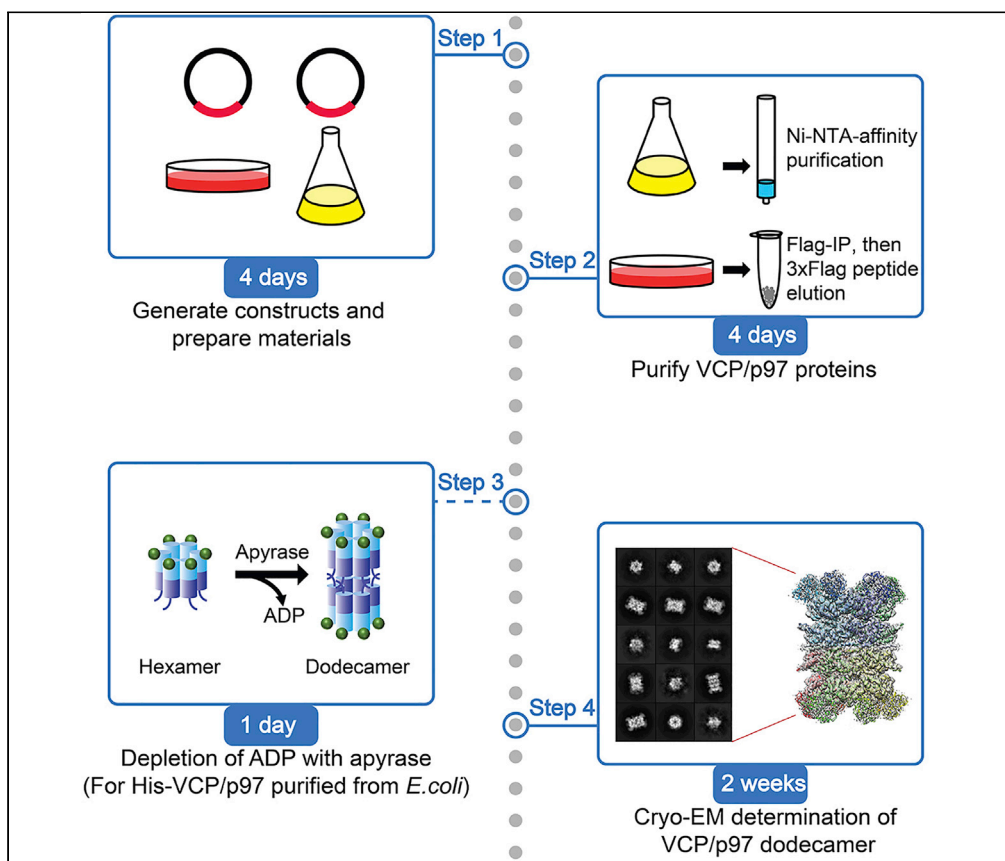 Step 1
4 days
Generate constructs and
prepare materials
Ni-NTA-affinity
purification
Flag-IP, then
3xFlag peptide
elution
Step 2
4 days
Purify VCP/p97 proteins
Step 3
Apyrase
ADP
Hexamer
Dodecamer
1 day
Depletion of ADP with apyrase
(For His-VCP/p97 purified from E.coli)
Step 4
2 weeks
Cryo-EM determination of
VCP/p97 dodecamer